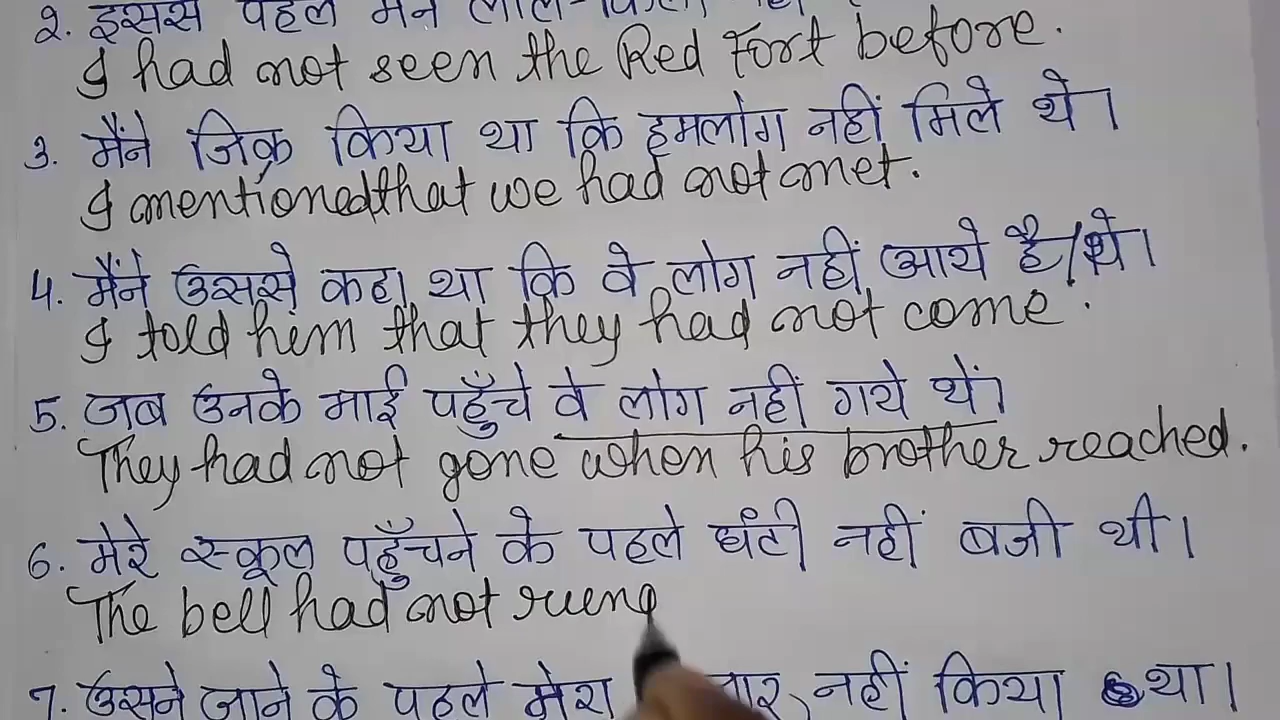 2. इससे पहले मैंने लाल-किला नहीं
I had not seen the Red Fort before.
3. मैंने जिक्र किया था कि हमलोग नहीं मिले थे।
I mentioned that we had not met.
4. मैंने उससे कहा था कि वे लोग नहीं आये है/थे।
I told him that they had not come.
5. जब उनके भाई पहुँचे वे लोग नहीं गये थें।
They had not gone when his brother reached.
6. मेरे स्कूल पहुँचने के पहले घंटी नहीं बजी थी।
The bell had not rung
7. उसने जाने के पहले मेरा नहीं किया था।